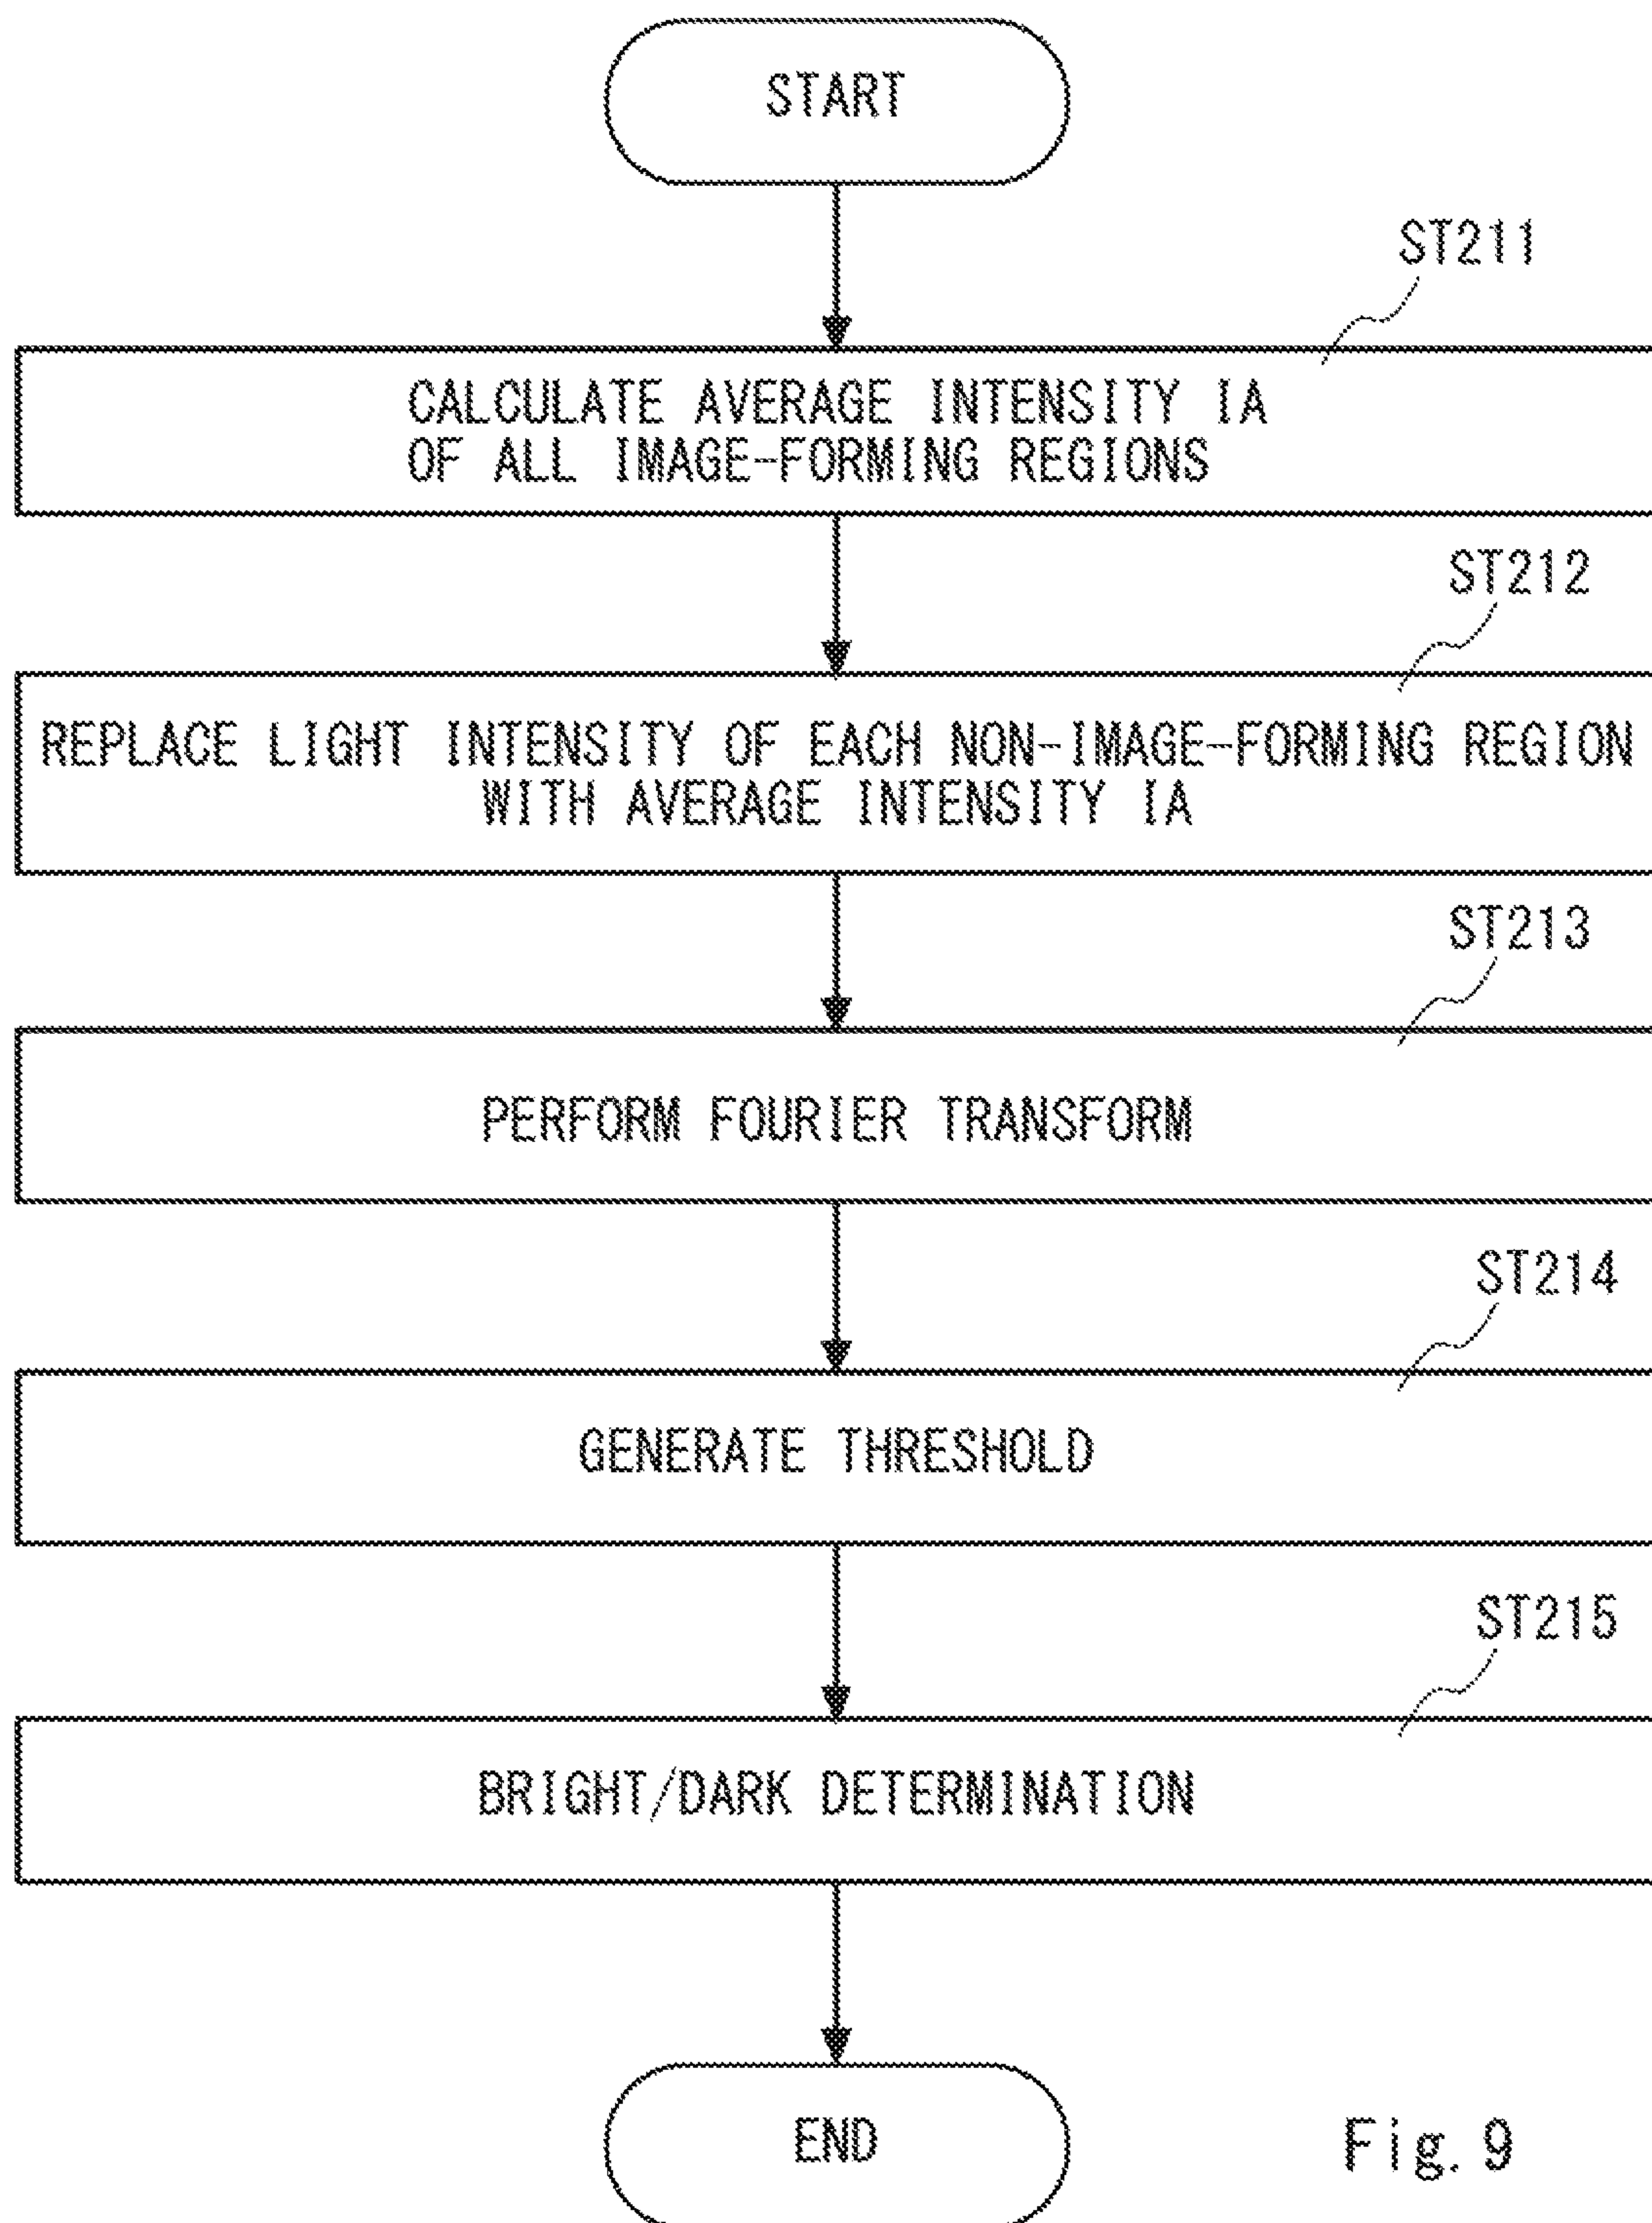 START
ST211
CALCULATE AVERAGE INTENSITY IA
OF ALL IMAGE-FORMING REGIONS
ST212
REPLACE LIGHT INTENSITY OF EACH NON-IMAGE-FORMING REGION
WITH AVERAGE INTENSITY IA
ST213
PERFORM FOURIER TRANSFORM
ST214
GENERATE THRESHOLD
ST215
BRIGHT/DARK DETERMINATION
END
Fig. 9